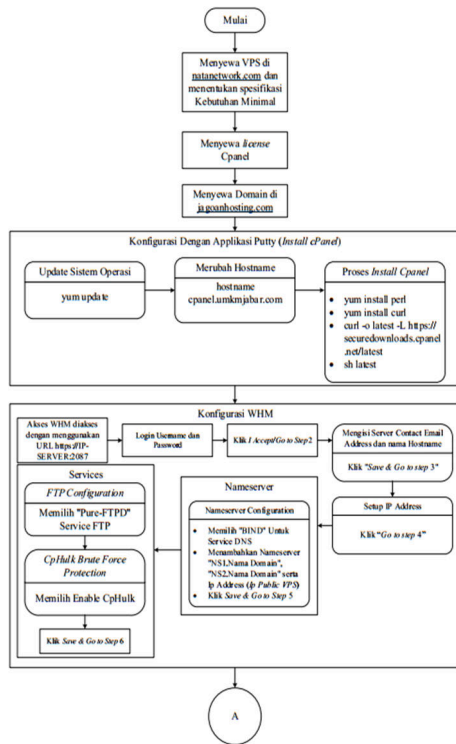 Mulai
Menyewa VPS di
natanetwork.com dan
menentukan spesifikasi
Kebutuhan Minimal
Menyewa license
Cpanel
Menyewa Domain di
jagoanhosting.com
Konfigurasi Dengan Applikasi Putty (Install cPanel)
Update Sistem Operasi
yum update
Merubah Hostname
hostname
cpanel.umkmjabar.com
Proses Install Cpanel
• yum install perl
• yum install curl
• curl -o latest -L https://
securedownloads.cpanel
.net/latest
• sh latest
Konfigurasi WHM
Akses WHM diakses
dengan menggunakan
URL https://IP-
SERVER:2087
Login Username dan
Password
Klik I Accept/Go to Step 2
Mengisi Server Contact Email
Address dan nama Hostname
Klik "Save & Go to step 3"
Setup IP Address
Klik "Go to step 4"
Nameserver
Nameserver Configuration
• Memilih "BIND" Untuk
Service DNS
• Menambahkan Nameserver
"NS1.Nama Domain",
"NS2.Nama Domain" serta
Ip Address (Ip Public VPS)
• Klik Save & Go to Step 5
Services
FTP Configuration
Memilih "Pure-FTPD"
Service FTP
CpHulk Brute Force
Protection
Memilih Enable CpHulk
Klik Save & Go to Step 6
A